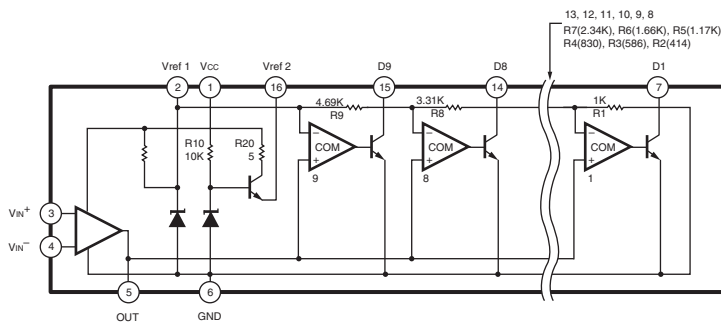 13, 12, 11, 10, 9, 8
R7(2.34K), R6(1.66K), R5(1.17K)
R4(830), R3(586), R2(414)
Vref 1
VCC
Vref 2
D9
D8
D1
2
1
16
15
14
7
4.69K
R9
3.31K
R8
1K
R1
R10
10K
R20
5
−
COM
+
9
−
COM
+
8
−
COM
+
1
VIN+
3
VIN−
4
5
6
OUT
GND